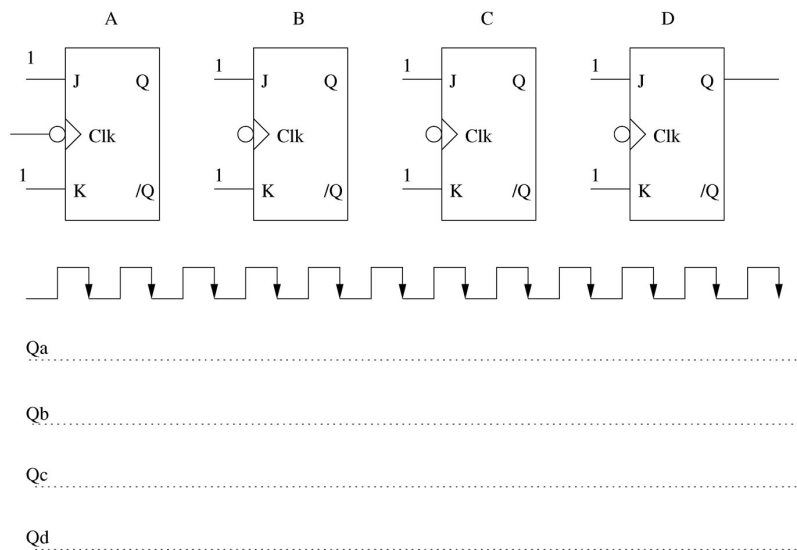 A B C D
1 1 1 1
J Q J Q J Q J Q
Clk Clk Clk Clk
1 1 1 1
K /Q K /Q K /Q K /Q
Qa
Qb
Qc
Qd